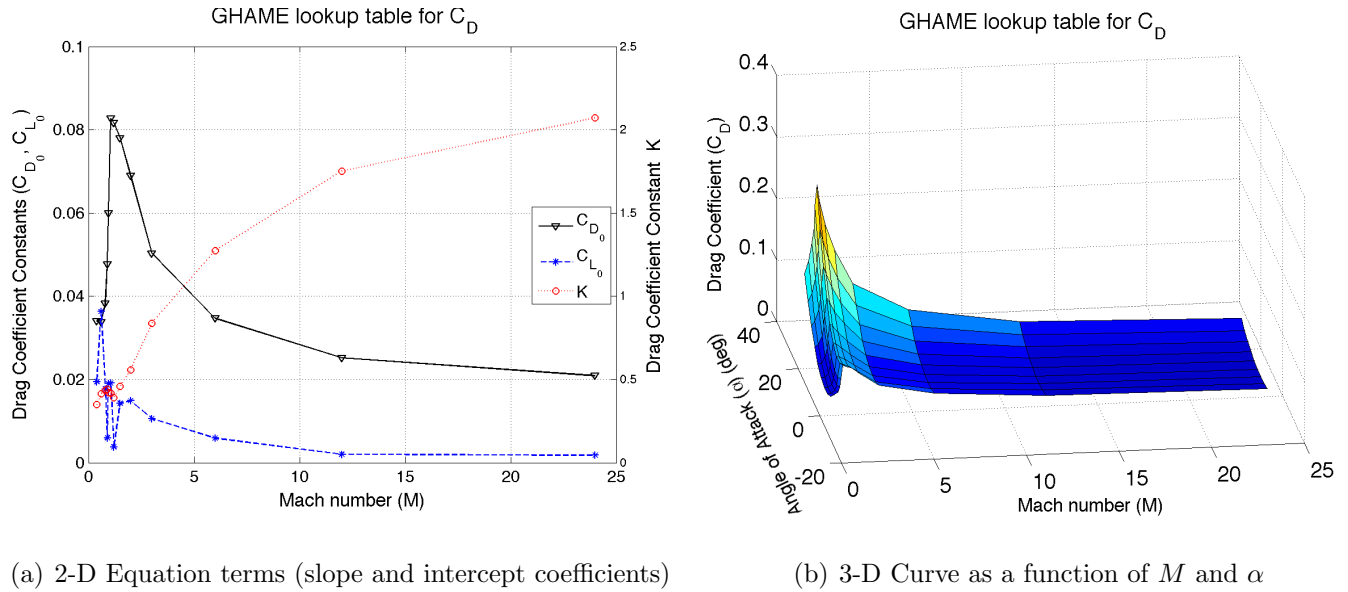 GHAME lookup table for C_D
0.1
0.08
0.06
0.04
0.02
0
Drag Coefficient Constants (C_D_0, C_L_0)
2.5
2
1.5
1
0.5
0
Drag Coefficient Constant K
C_D_0
C_L_0
K
0 5 10 15 20 25
Mach number (M)
GHAME lookup table for C_D
0.4
0.3
0.2
0.1
0
Drag Coefficient (C_D)
40
20
0
-20
Angle of Attack (α) (deg)
0 5 10 15 20 25
Mach number (M)
(a) 2-D Equation terms (slope and intercept coefficients)
(b) 3-D Curve as a function of M and α